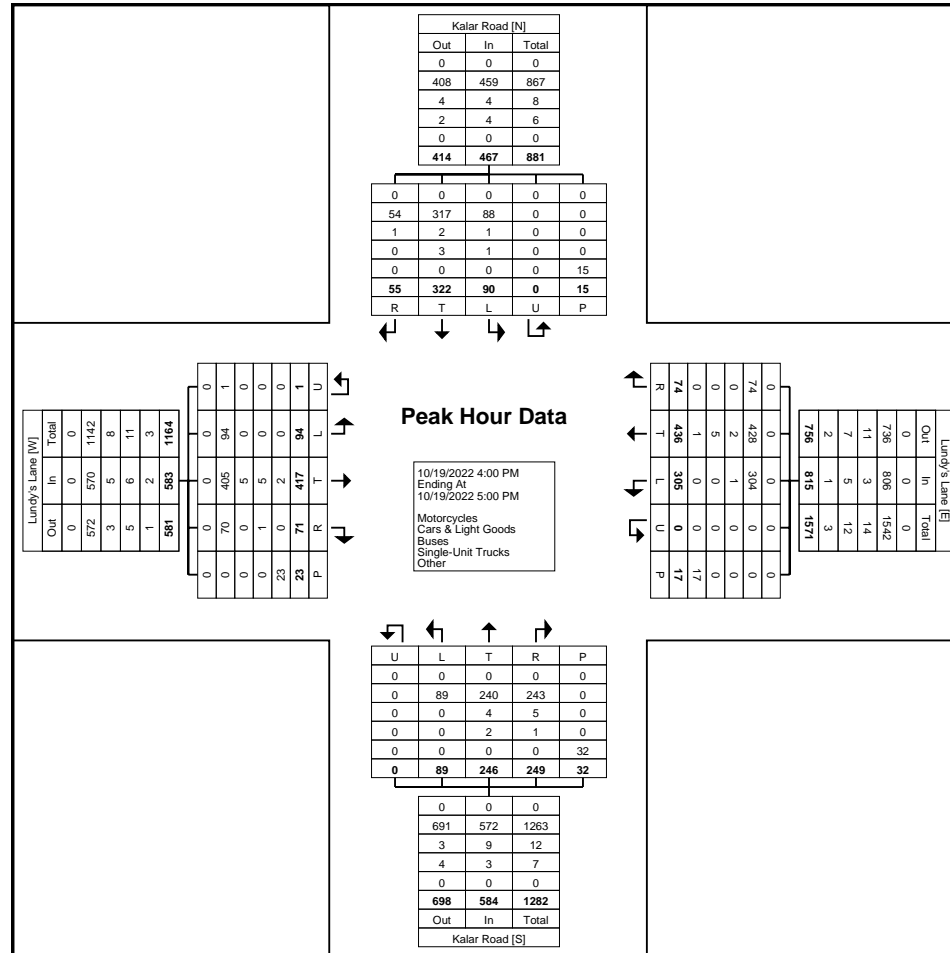 Kalar Road [N]
Out In Total
0 0 0
408 459 867
4 4 8
2 4 6
0 0 0
414 467 881
0 0 0 0 0
54 317 88 0 0
1 2 1 0 0
0 3 1 0 0
0 0 0 0 15
55 322 90 0 15
R T L U P
Lundy's Lane [W]
Out In Total
0 0 0
572 570 1142
3 5 8
5 6 11
1 2 3
581 583 1164
0 0 0 0 0
0 70 405 94 1
0 0 5 0 0
0 1 5 0 0
23 0 2 0 0
23 71 417 94 1
P R T L U
Peak Hour Data
10/19/2022 4:00 PM
Ending At
10/19/2022 5:00 PM
Motorcycles
Cars & Light Goods
Buses
Single-Unit Trucks
Other
Lundy's Lane [E]
Out In Total
0 0 0
736 806 1542
11 3 14
7 5 12
2 1 3
756 815 1571
0 0 0 0 0
74 428 304 0 0
0 2 1 0 0
0 5 0 0 0
0 1 0 0 17
74 436 305 0 17
R T L U P
U L T R P
0 0 0 0 0
0 89 240 243 0
0 0 4 5 0
0 0 2 1 0
0 0 0 0 32
0 89 246 249 32
0 0 0
691 572 1263
3 9 12
4 3 7
0 0 0
698 584 1282
Out In Total
Kalar Road [S]